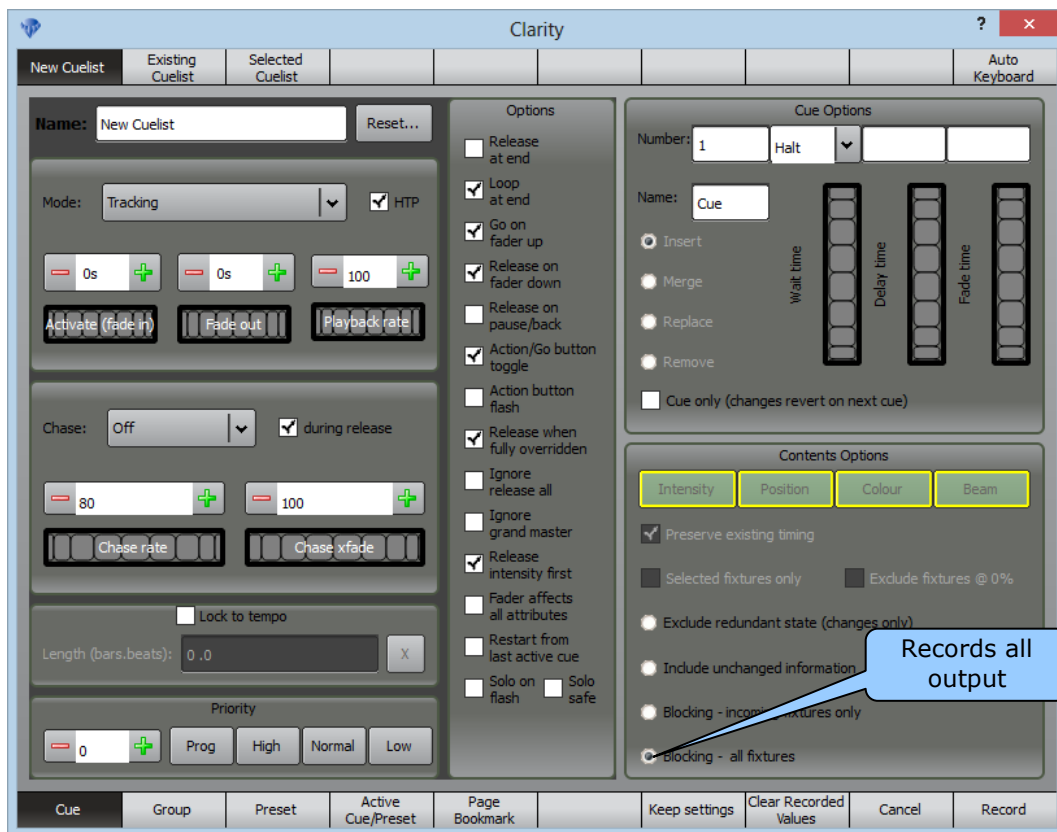 Clarity
?
×
New Cuelist
Existing
Cuelist
Selected
Cuelist
Auto
Keyboard
Name:
New Cuelist
Reset...
Mode:
Tracking
HTP
0s
0s
100
Activate (fade in)
Fade out
Playback rate
Chase:
Off
during release
80
100
Chase rate
Chase xfade
Lock to tempo
Length (bars.beats):
0 .0
X
Priority
0
Prog
High
Normal
Low
Options
Release
at end
Loop
at end
Go on
fader up
Release on
fader down
Release on
pause/back
Action/Go button
toggle
Action button
flash
Release when
fully overridden
Ignore
release all
Ignore
grand master
Release
intensity first
Fader affects
all attributes
Restart from
last active cue
Solo on
flash
Solo
safe
Cue Options
Number:
1
Halt
Name:
Cue
Insert
Merge
Replace
Remove
Wait time
Delay time
Fade time
Cue only (changes revert on next cue)
Contents Options
Intensity
Position
Colour
Beam
Preserve existing timing
Selected fixtures only
Exclude fixtures @ 0%
Exclude redundant state (changes only)
Include unchanged information
Blocking - incoming fixtures only
Blocking - all fixtures
Records all
output
Cue
Group
Preset
Active
Cue/Preset
Page
Bookmark
Keep settings
Clear Recorded
Values
Cancel
Record